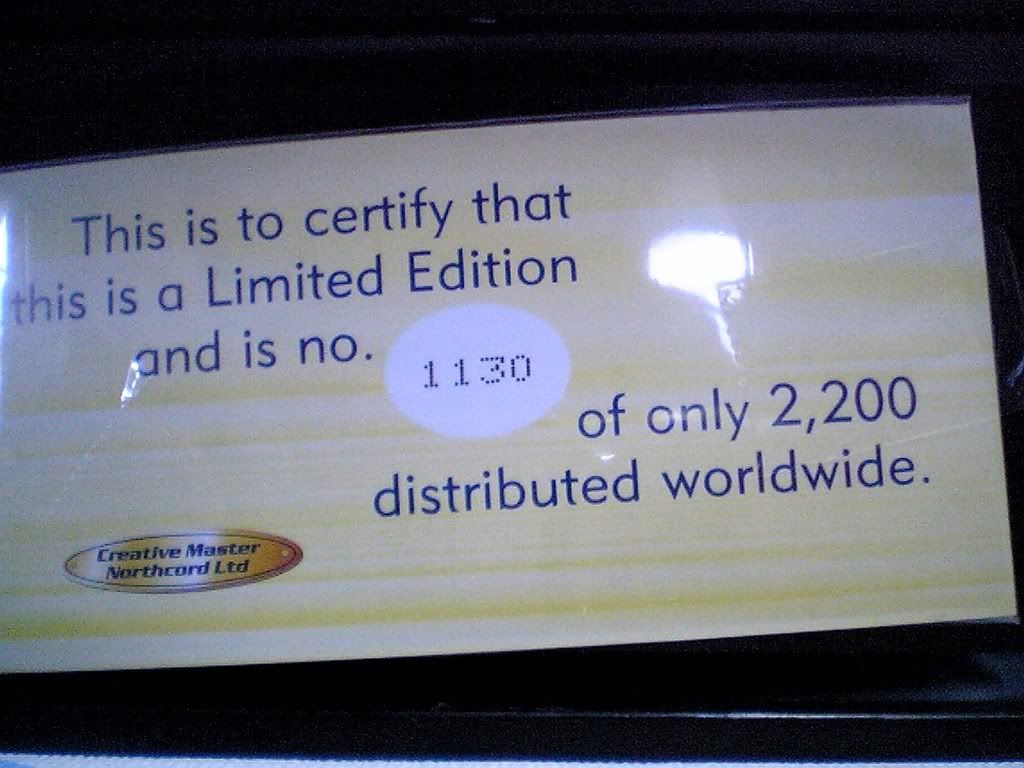 This is to certify that
this is a Limited Edition
and is no. 1130
of only 2,200
distributed worldwide.
Creative Master
Northcord Ltd